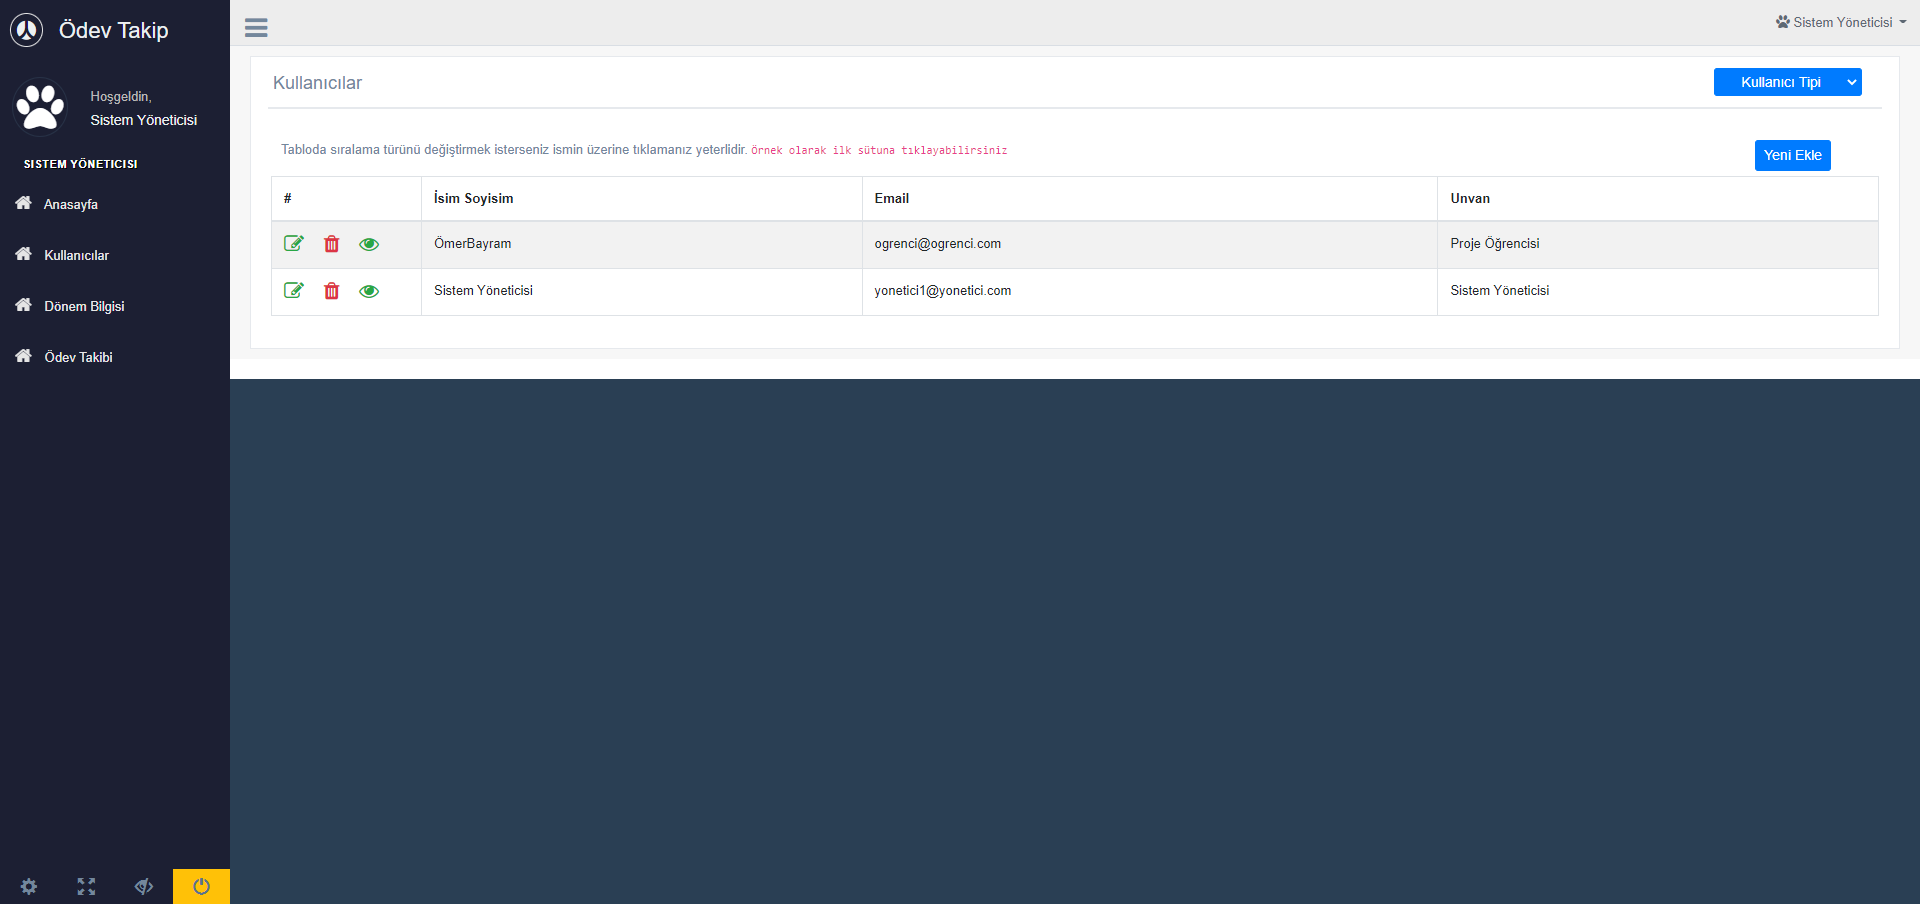 Ödev Takip
Hoşgeldin,
Sistem Yöneticisi
SISTEM YÖNETICISI
Anasayfa
Kullanıcılar
Dönem Bilgisi
Ödev Takibi
Sistem Yöneticisi
Kullanıcılar
Kullanıcı Tipi
Tabloda sıralama türünü değiştirmek isterseniz ismin üzerine tıklamanız yeterlidir. örnek olarak ilk sütuna tıklayabilirsiniz
Yeni Ekle
# İsim Soyisim Email Unvan
ÖmerBayram ogrenci@ogrenci.com Proje Öğrencisi
Sistem Yöneticisi yonetici1@yonetici.com Sistem Yöneticisi